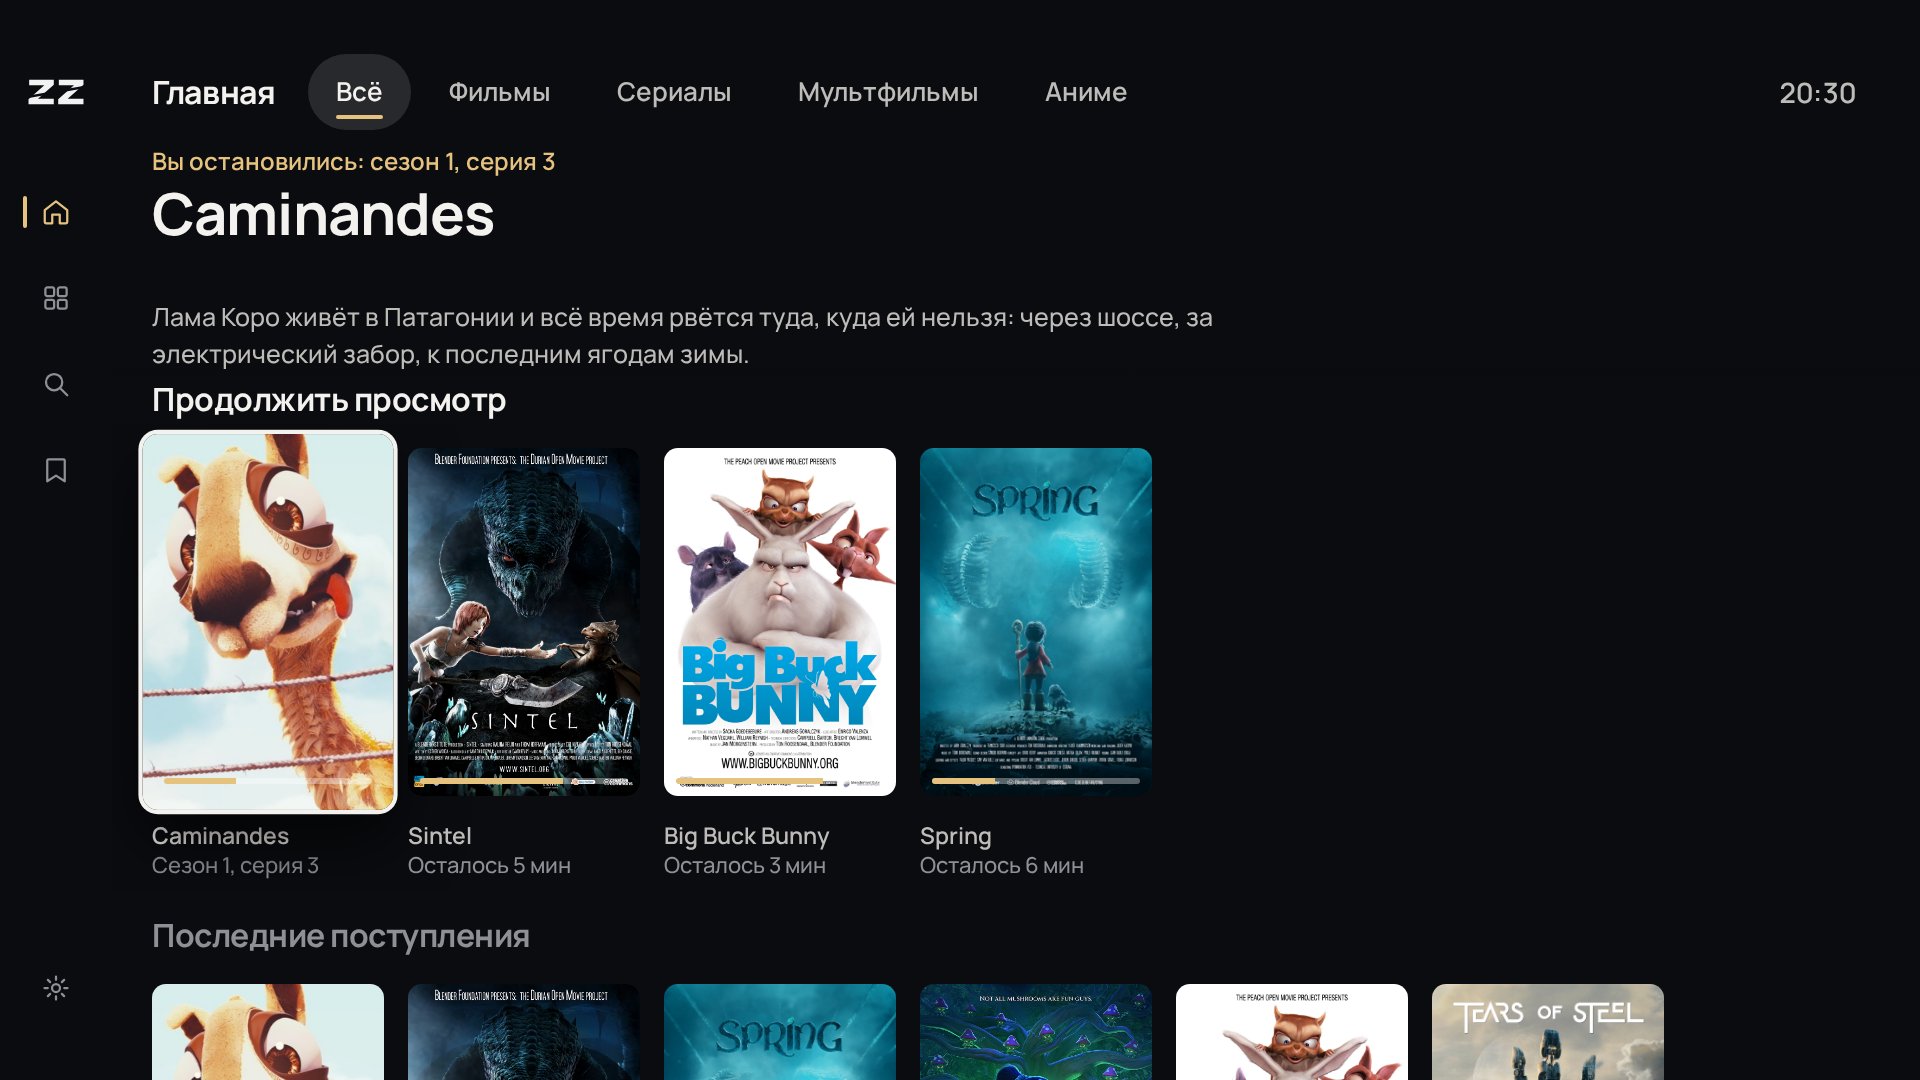 ZZ
Главная
Всё
Фильмы
Сериалы
Мультфильмы
Аниме
20:30
Вы остановились: сезон 1, серия 3
Caminandes
Лама Коро живёт в Патагонии и всё время рвётся туда, куда ей нельзя: через шоссе, за
электрический забор, к последним ягодам зимы.
Продолжить просмотр
BLENDER FOUNDATION PRESENTS: THE DURIAN OPEN MOVIE PROJECT
SINTEL
WWW.SINTEL.ORG
THE PEACH OPEN MOVIE PROJECT PRESENTS
Big Buck
BUNNY
WWW.BIGBUCKBUNNY.ORG
SPRING
Caminandes
Сезон 1, серия 3
Sintel
Осталось 5 мин
Big Buck Bunny
Осталось 3 мин
Spring
Осталось 6 мин
Последние поступления
BLENDER FOUNDATION PRESENTS: THE DURIAN OPEN MOVIE PROJECT
SPRING
NOT ALL MUSHROOMS ARE FUN GUYS.
THE PEACH OPEN MOVIE PROJECT PRESENTS
TEARS OF STEEL